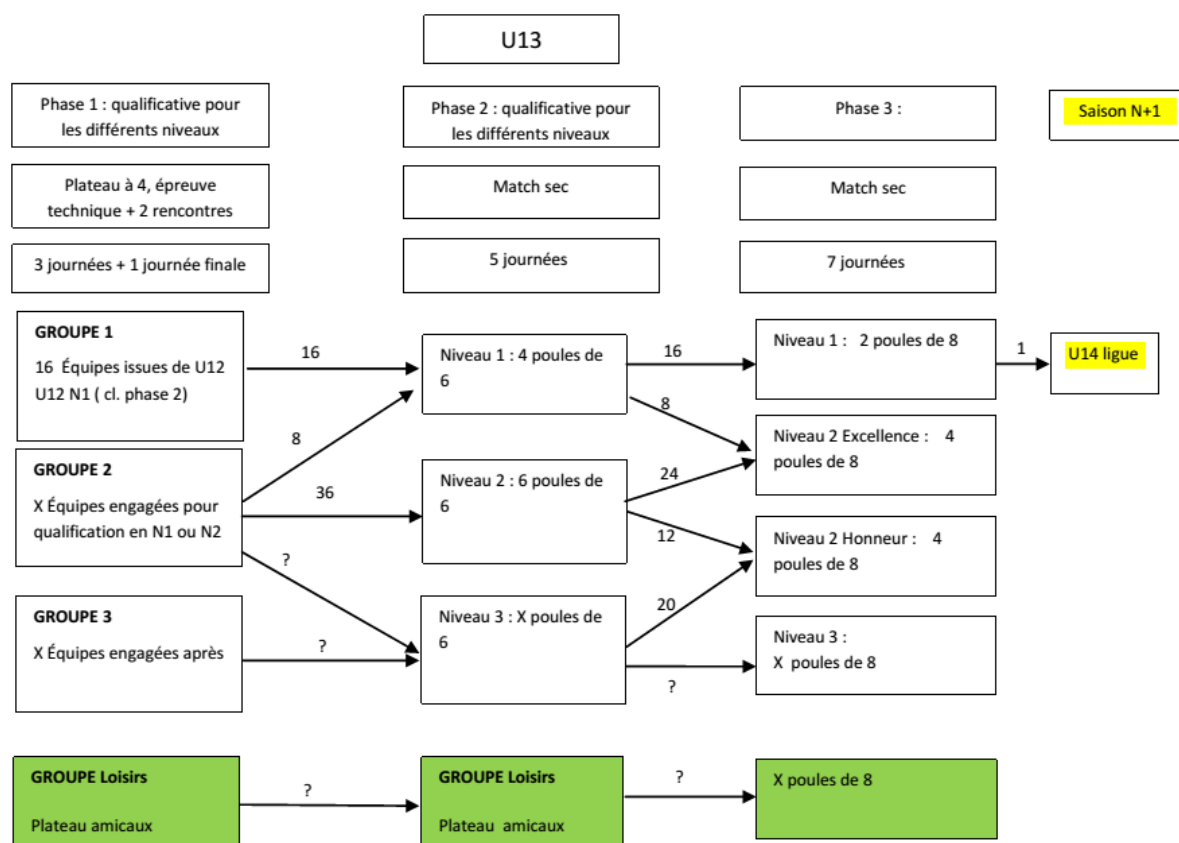 U13
Phase 1 : qualificative pour
les différents niveaux
Phase 2 : qualificative pour
les différents niveaux
Phase 3 :
Saison N+1
Plateau à 4, épreuve
technique + 2 rencontres
Match sec
Match sec
3 journées + 1 journée finale
5 journées
7 journées
GROUPE 1
16 Équipes issues de U12
U12 N1 ( cl. phase 2)
16
Niveau 1 : 4 poules de
6
16
Niveau 1 : 2 poules de 8
1
U14 ligue
8
8
GROUPE 2
X Équipes engagées pour
qualification en N1 ou N2
36
?
Niveau 2 : 6 poules de
6
24
12
Niveau 2 Excellence : 4
poules de 8
Niveau 2 Honneur : 4
poules de 8
GROUPE 3
X Équipes engagées après
?
Niveau 3 : X poules de
6
20
?
Niveau 3 :
X poules de 8
GROUPE Loisirs
Plateau amicaux
?
GROUPE Loisirs
Plateau amicaux
?
X poules de 8